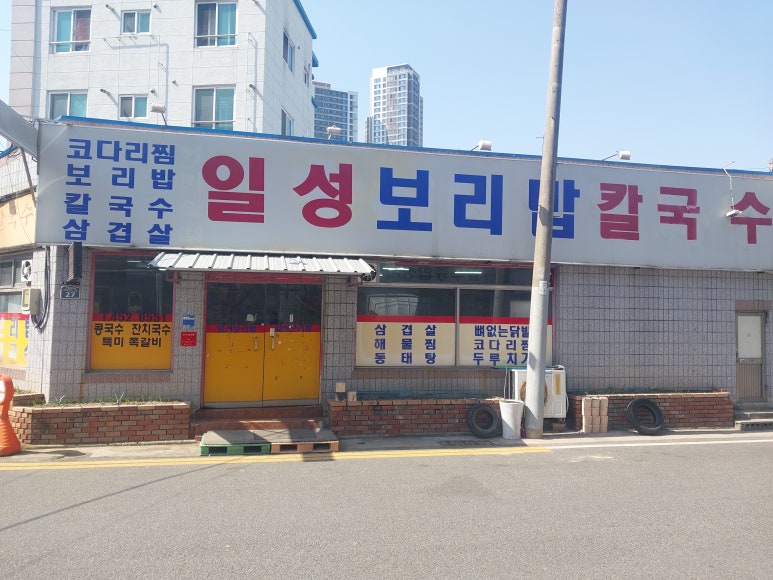 코다리찜
보리밥
칼국수
삼겹살
일성보리밥칼국수
27
콩국수 잔치국수
특미 쪽갈비
삼겹살
해물찜
동태탕
뼈없는닭발
코다리찜
두루치기